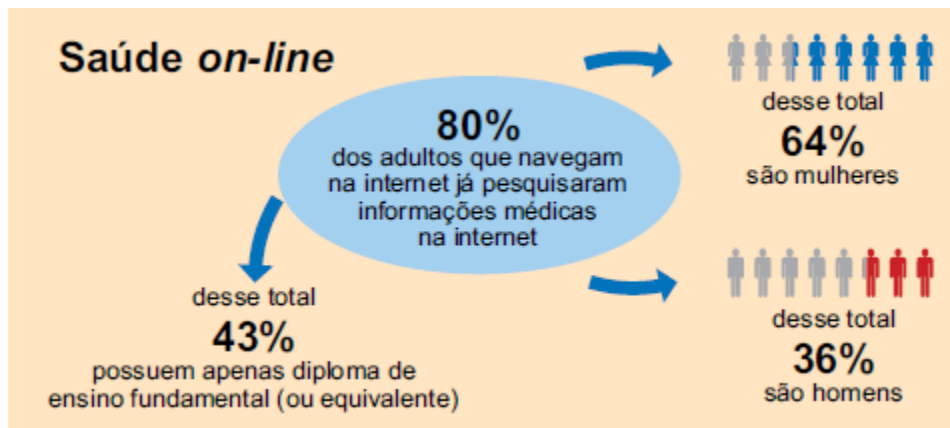 Saúde on-line
80%
dos adultos que navegam
na internet já pesquisaram
informações médicas
na internet
desse total
64%
são mulheres
desse total
43%
possuem apenas diploma de
ensino fundamental (ou equivalente)
desse total
36%
são homens